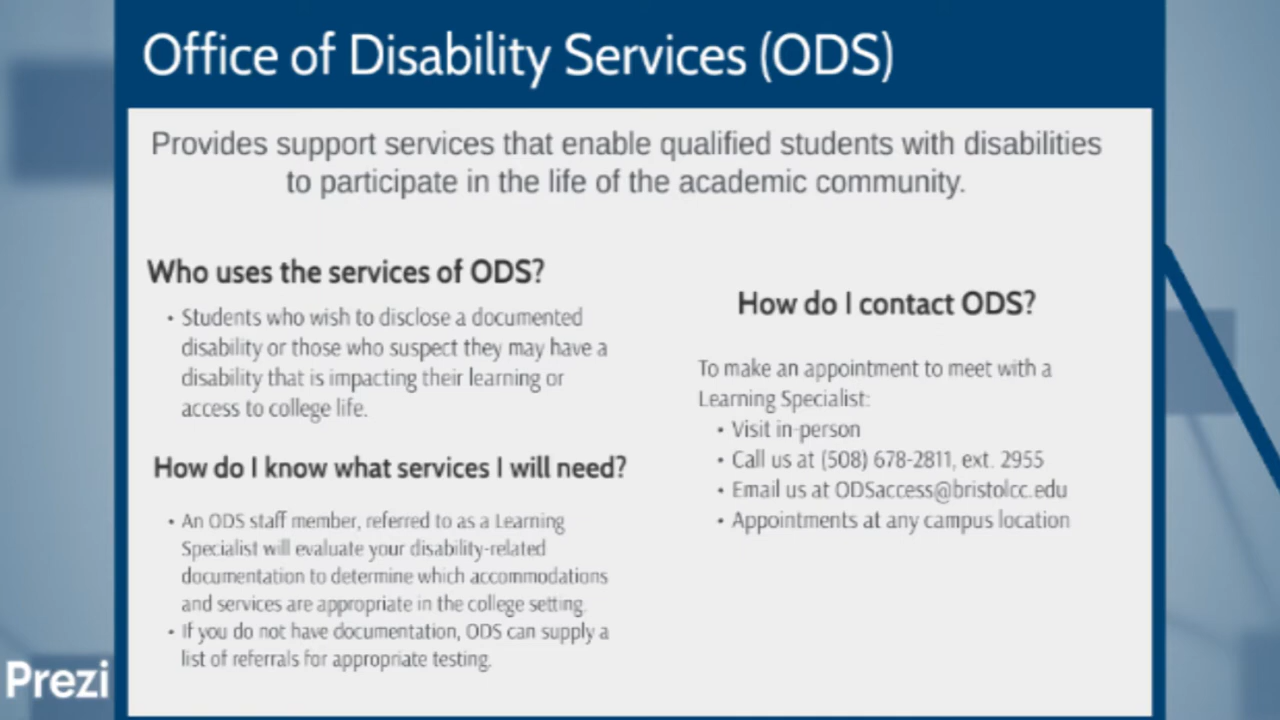 Office of Disability Services (ODS)
Provides support services that enable qualified students with disabilities
to participate in the life of the academic community.
Who uses the services of ODS?
• Students who wish to disclose a documented
disability or those who suspect they may have a
disability that is impacting their learning or
access to college life.
How do I know what services I will need?
• An ODS staff member, referred to as a Learning
Specialist will evaluate your disability-related
documentation to determine which accommodations
and services are appropriate in the college setting.
• If you do not have documentation, ODS can supply a
list of referrals for appropriate testing.
How do I contact ODS?
To make an appointment to meet with a
Learning Specialist:
• Visit in-person
• Call us at (508) 678-2811, ext. 2955
• Email us at ODSaccess@bristolcc.edu
• Appointments at any campus location
Prezi